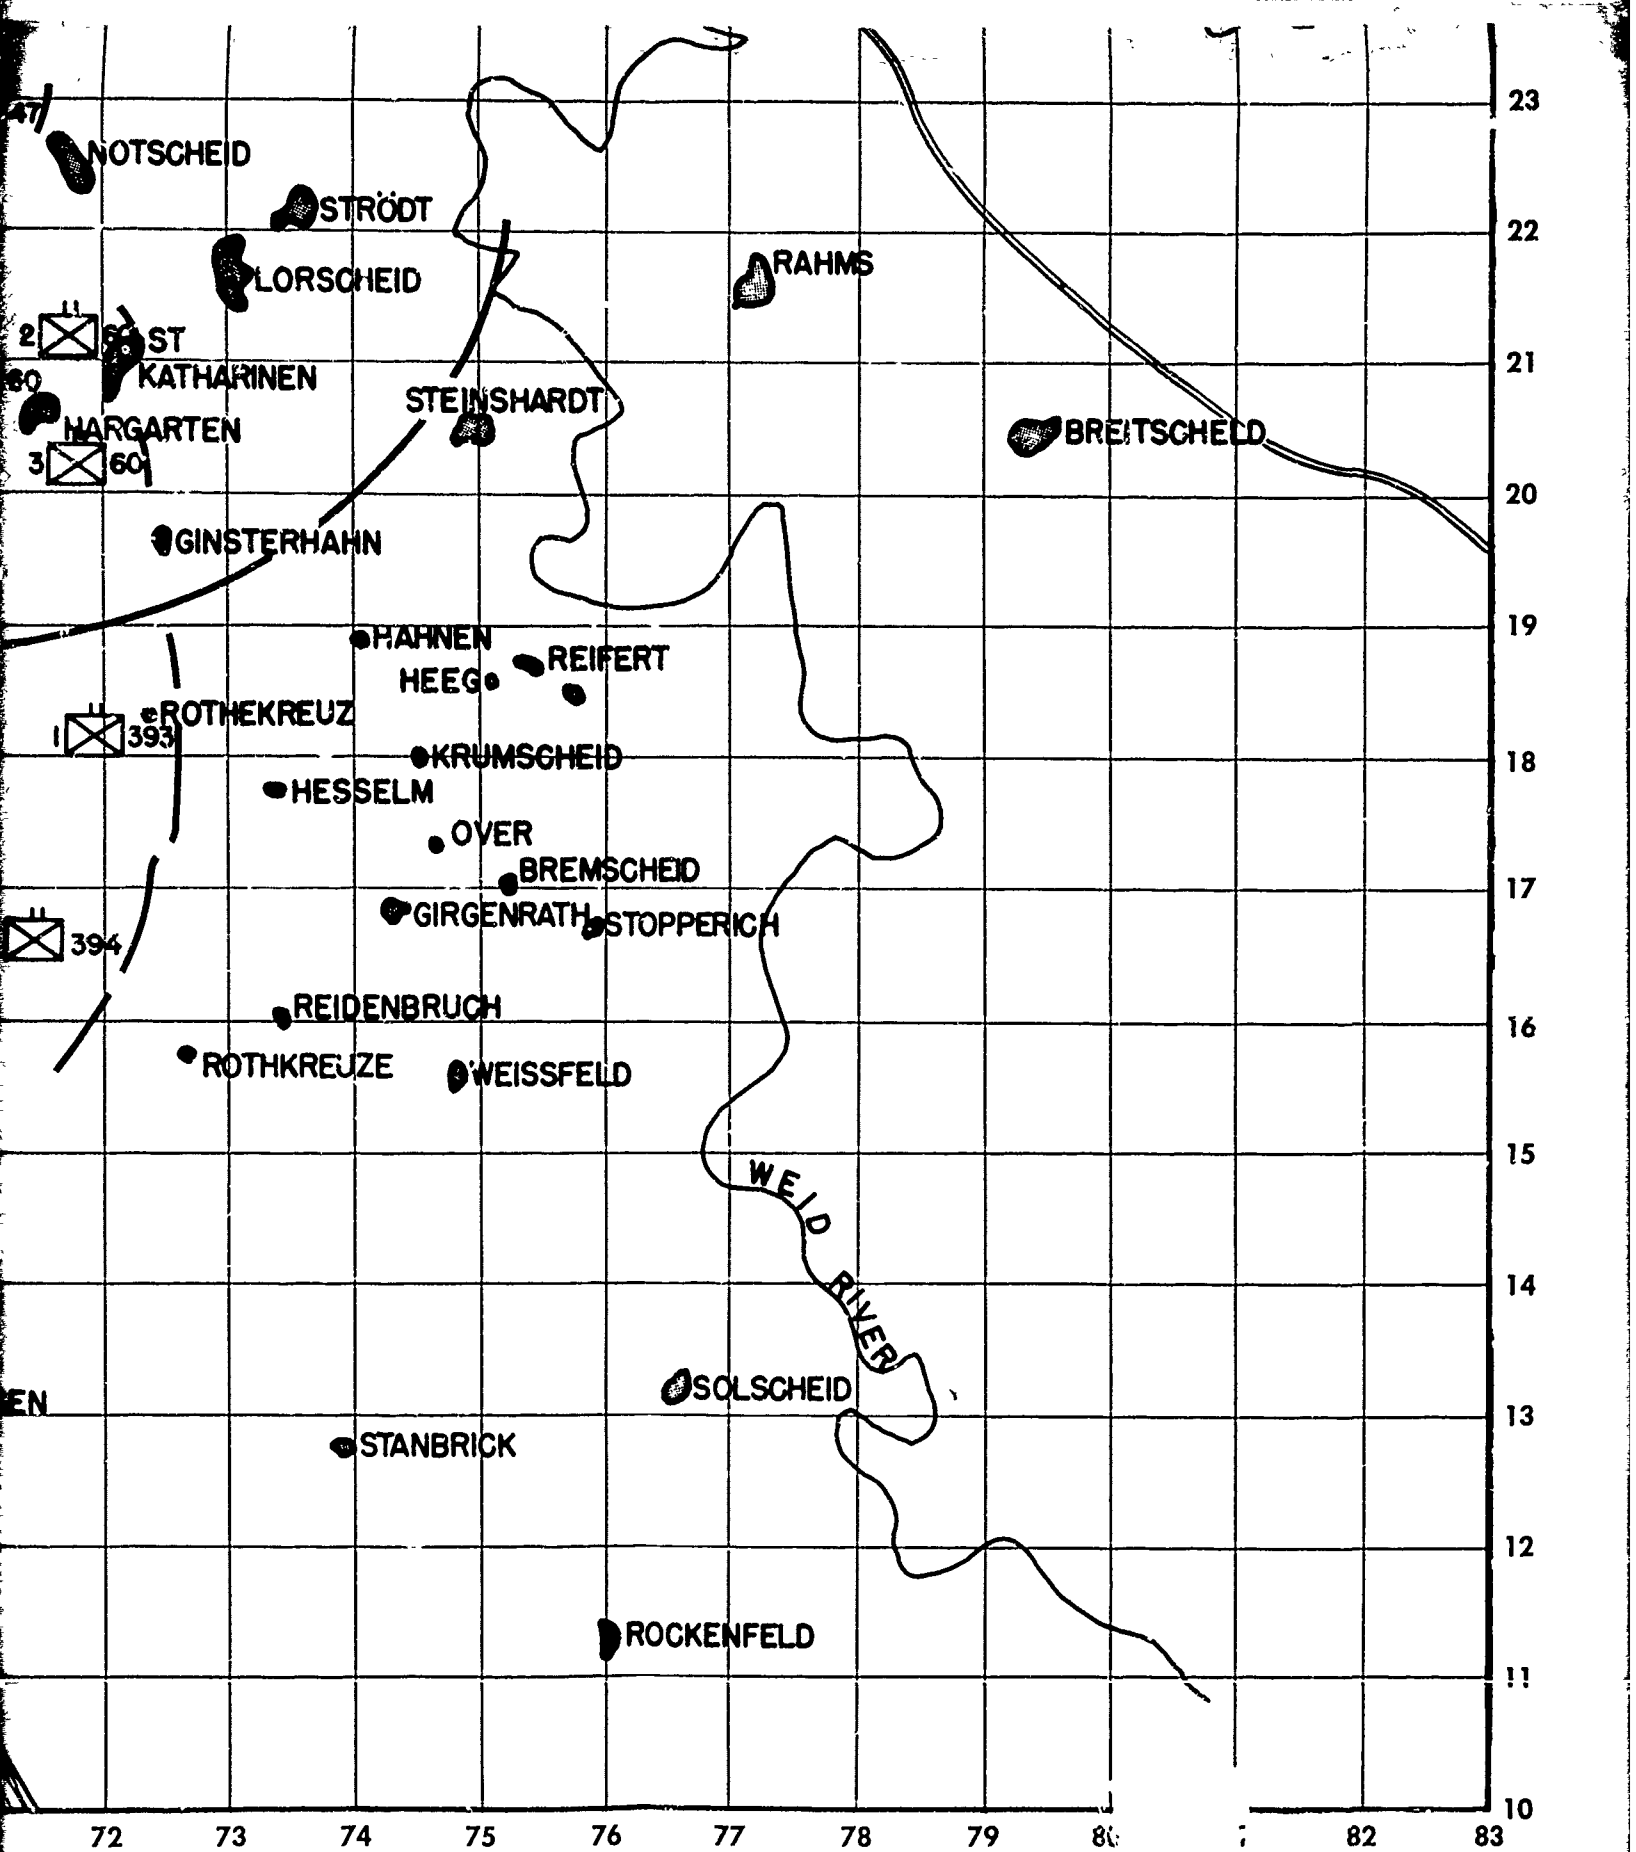 23
47
NOTSCHEID
STRÖDT
22
RAHMS
LORSCHEID
2
ST
KATHARINEN
21
60
STEINSHARDT
HARGARTEN
BREITSCHELD
3 60
20
GINSTERHAHN
19
HAHNEN
REIFERT
HEEG
ROTHEKREUZ
1 393
KRUMSCHEID
18
HESSELM
OVER
BREMSCHEID
17
GIRGENRATH
STOPPERICH
394
REIDENBRUCH
16
ROTHKREUZE
WEISSFELD
15
WEID RIVER
14
SOLSCHEID
EN
13
STANBRICK
12
ROCKENFELD
11
10
72 73 74 75 76 77 78 79 82 83